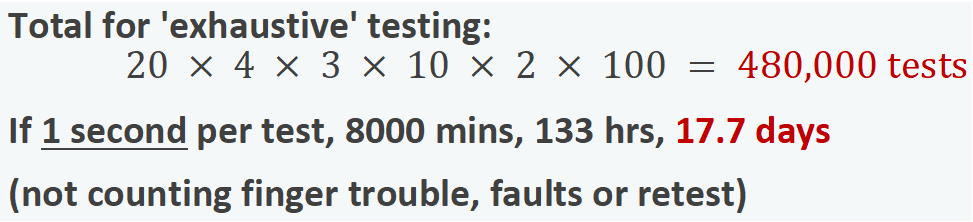 Total for 'exhaustive' testing:
20 × 4 × 3 × 10 × 2 × 100 = 480,000 tests
If 1 second per test, 8000 mins, 133 hrs, 17.7 days
(not counting finger trouble, faults or retest)